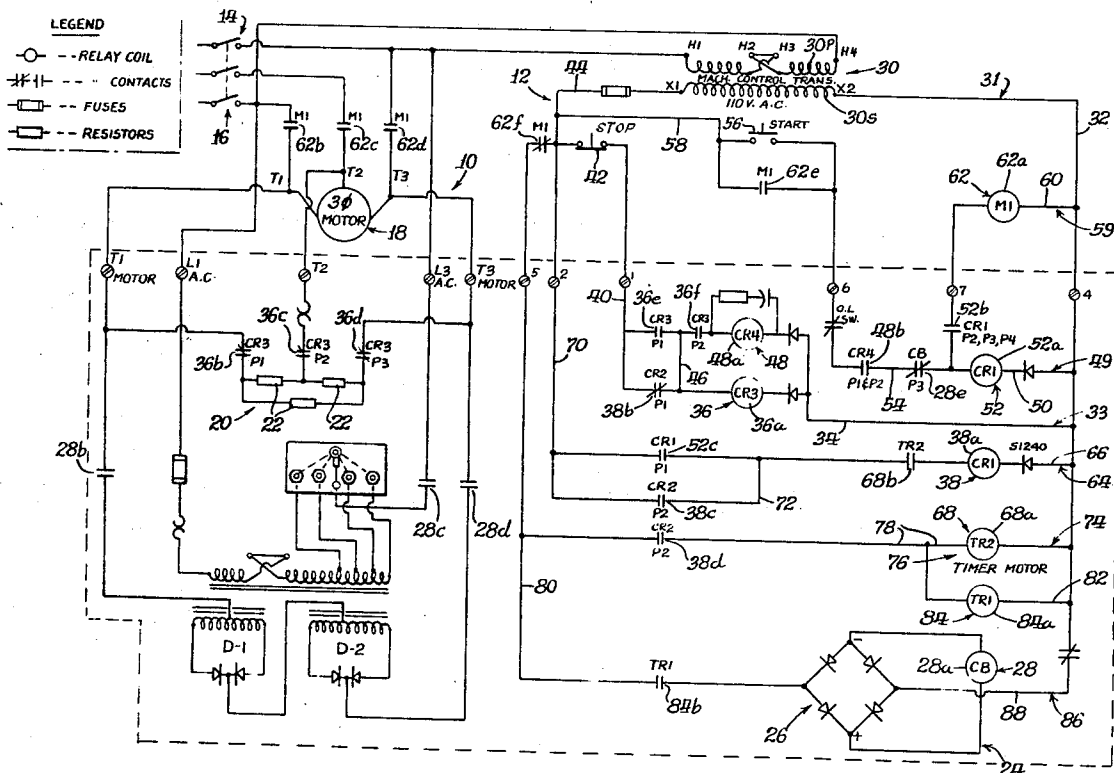 LEGEND
-- RELAY COIL
-- " CONTACTS
-- FUSES
-- RESISTORS
14
16
12
44
H1 H2 H3 30P H4
30
MACH. CONTROL TRANS.
X1 X2
110 V. A.C.
30s
31
32
M1 62b
M1 62c
M1 62d
62f M1
STOP
42
58
56 START
M1 62e
62 62a
M1
60
59
T1 T2 T3
10
3Ø
MOTOR
18
T1
MOTOR
L1
A.C.
T2
L3
A.C.
T3
MOTOR
5
2
1
6
7
4
40
36e
CR3
P1
36f
CR3
P2
CR4
48a
48
O.L
SW.
48b
CR4
P1&P2
54
CB
P3
28e
52b
CR1
P2, P3, P4
52a
CR1
52
50
49
36b
CR3
P1
36c
CR3
P2
36d
CR3
P3
22
22
20
70
46
38b
CR2
P1
36
CR3
36a
34
33
28b
28c
28d
CR1
P1
52c
CR2
P2
38c
72
TR2
68b
38a
CR1
38
S1240
66
64
CR2
P2
38d
78
68
68a
TR2
74
76
TIMER MOTOR
80
82
TR1
84
84a
D-1
D-2
TR1
84b
26
-
+
28a
CB
28
88
86
24